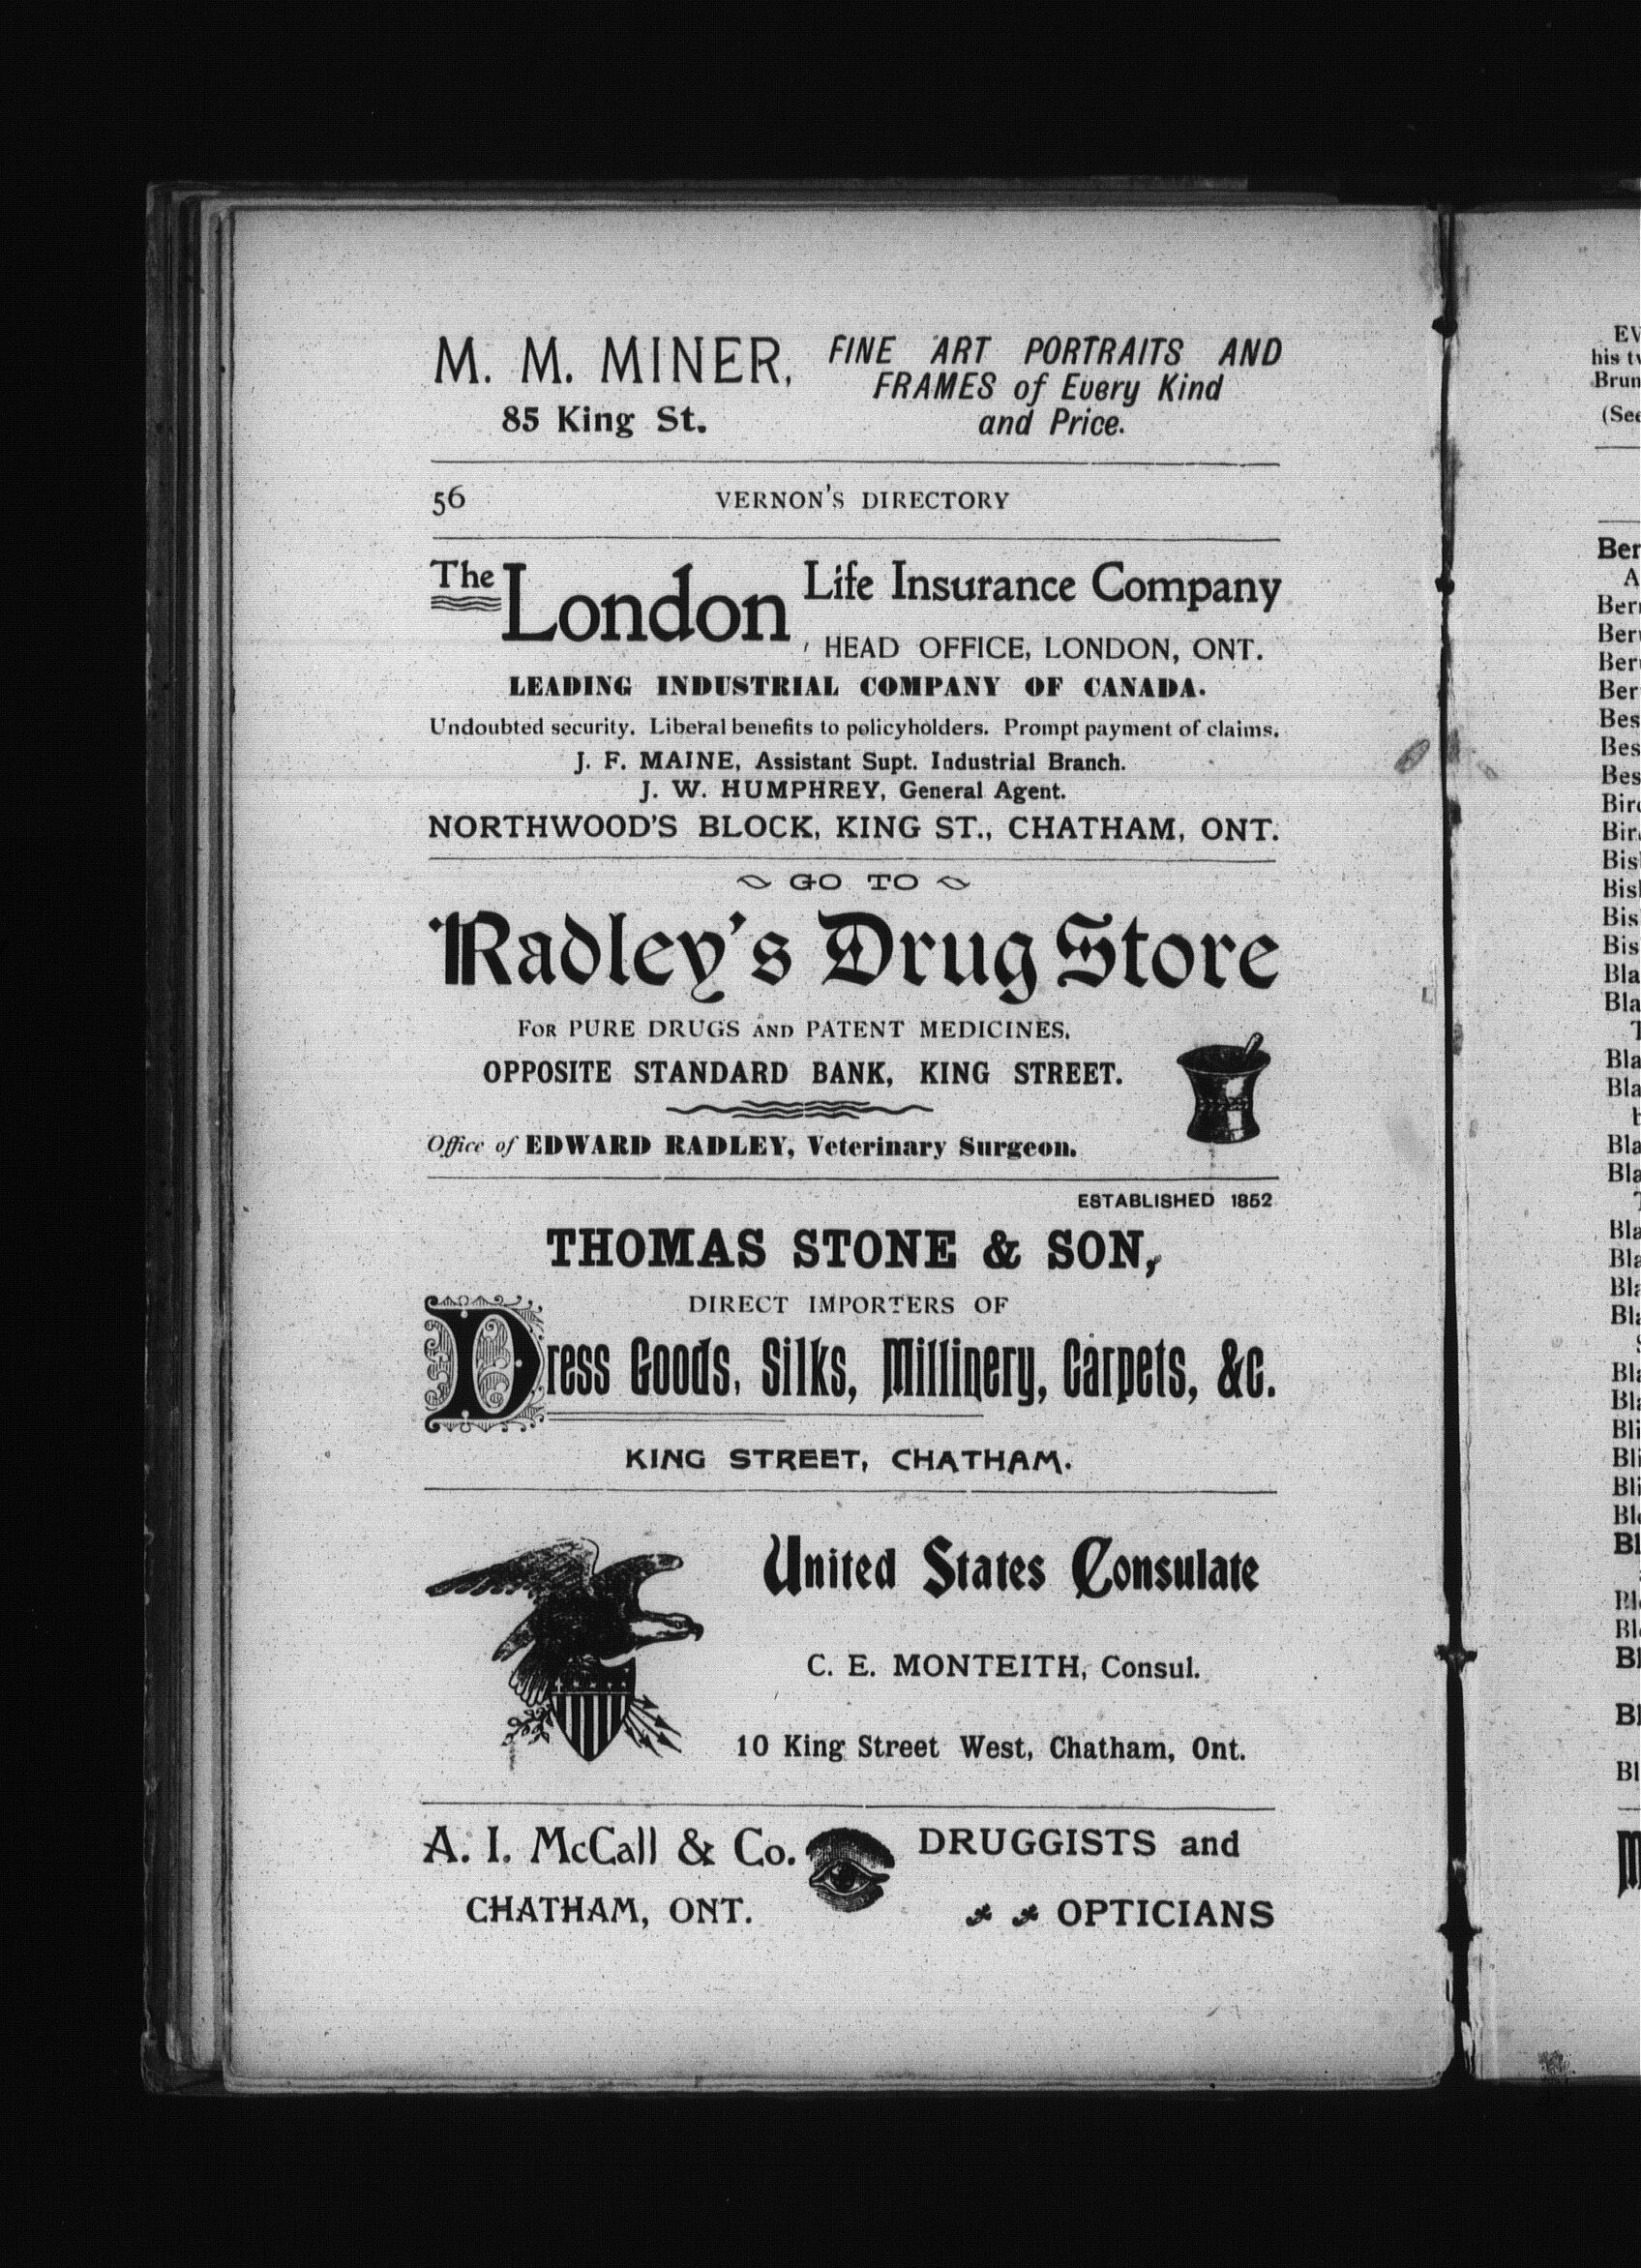 M. M. MINER, FINE ART PORTRAITS AND
85 King St. FRAMES of Every Kind
and Price.
56 VERNON'S DIRECTORY
The London Life Insurance Company
HEAD OFFICE, LONDON, ONT.
LEADING INDUSTRIAL COMPANY OF CANADA.
Undoubted security. Liberal benefits to policyholders. Prompt payment of claims.
J. F. MAINE, Assistant Supt. Industrial Branch.
J. W. HUMPHREY, General Agent.
NORTHWOOD'S BLOCK, KING ST., CHATHAM, ONT.
GO TO
Radley's Drug Store
FOR PURE DRUGS AND PATENT MEDICINES.
OPPOSITE STANDARD BANK, KING STREET.
Office of EDWARD RADLEY, Veterinary Surgeon.
ESTABLISHED 1852
THOMAS STONE & SON,
DIRECT IMPORTERS OF
Dress Goods, Silks, Millinery, Carpets, &c.
KING STREET, CHATHAM.
United States Consulate
C. E. MONTEITH, Consul.
10 King Street West, Chatham, Ont.
A. I. McCall & Co. DRUGGISTS and
CHATHAM, ONT. OPTICIANS